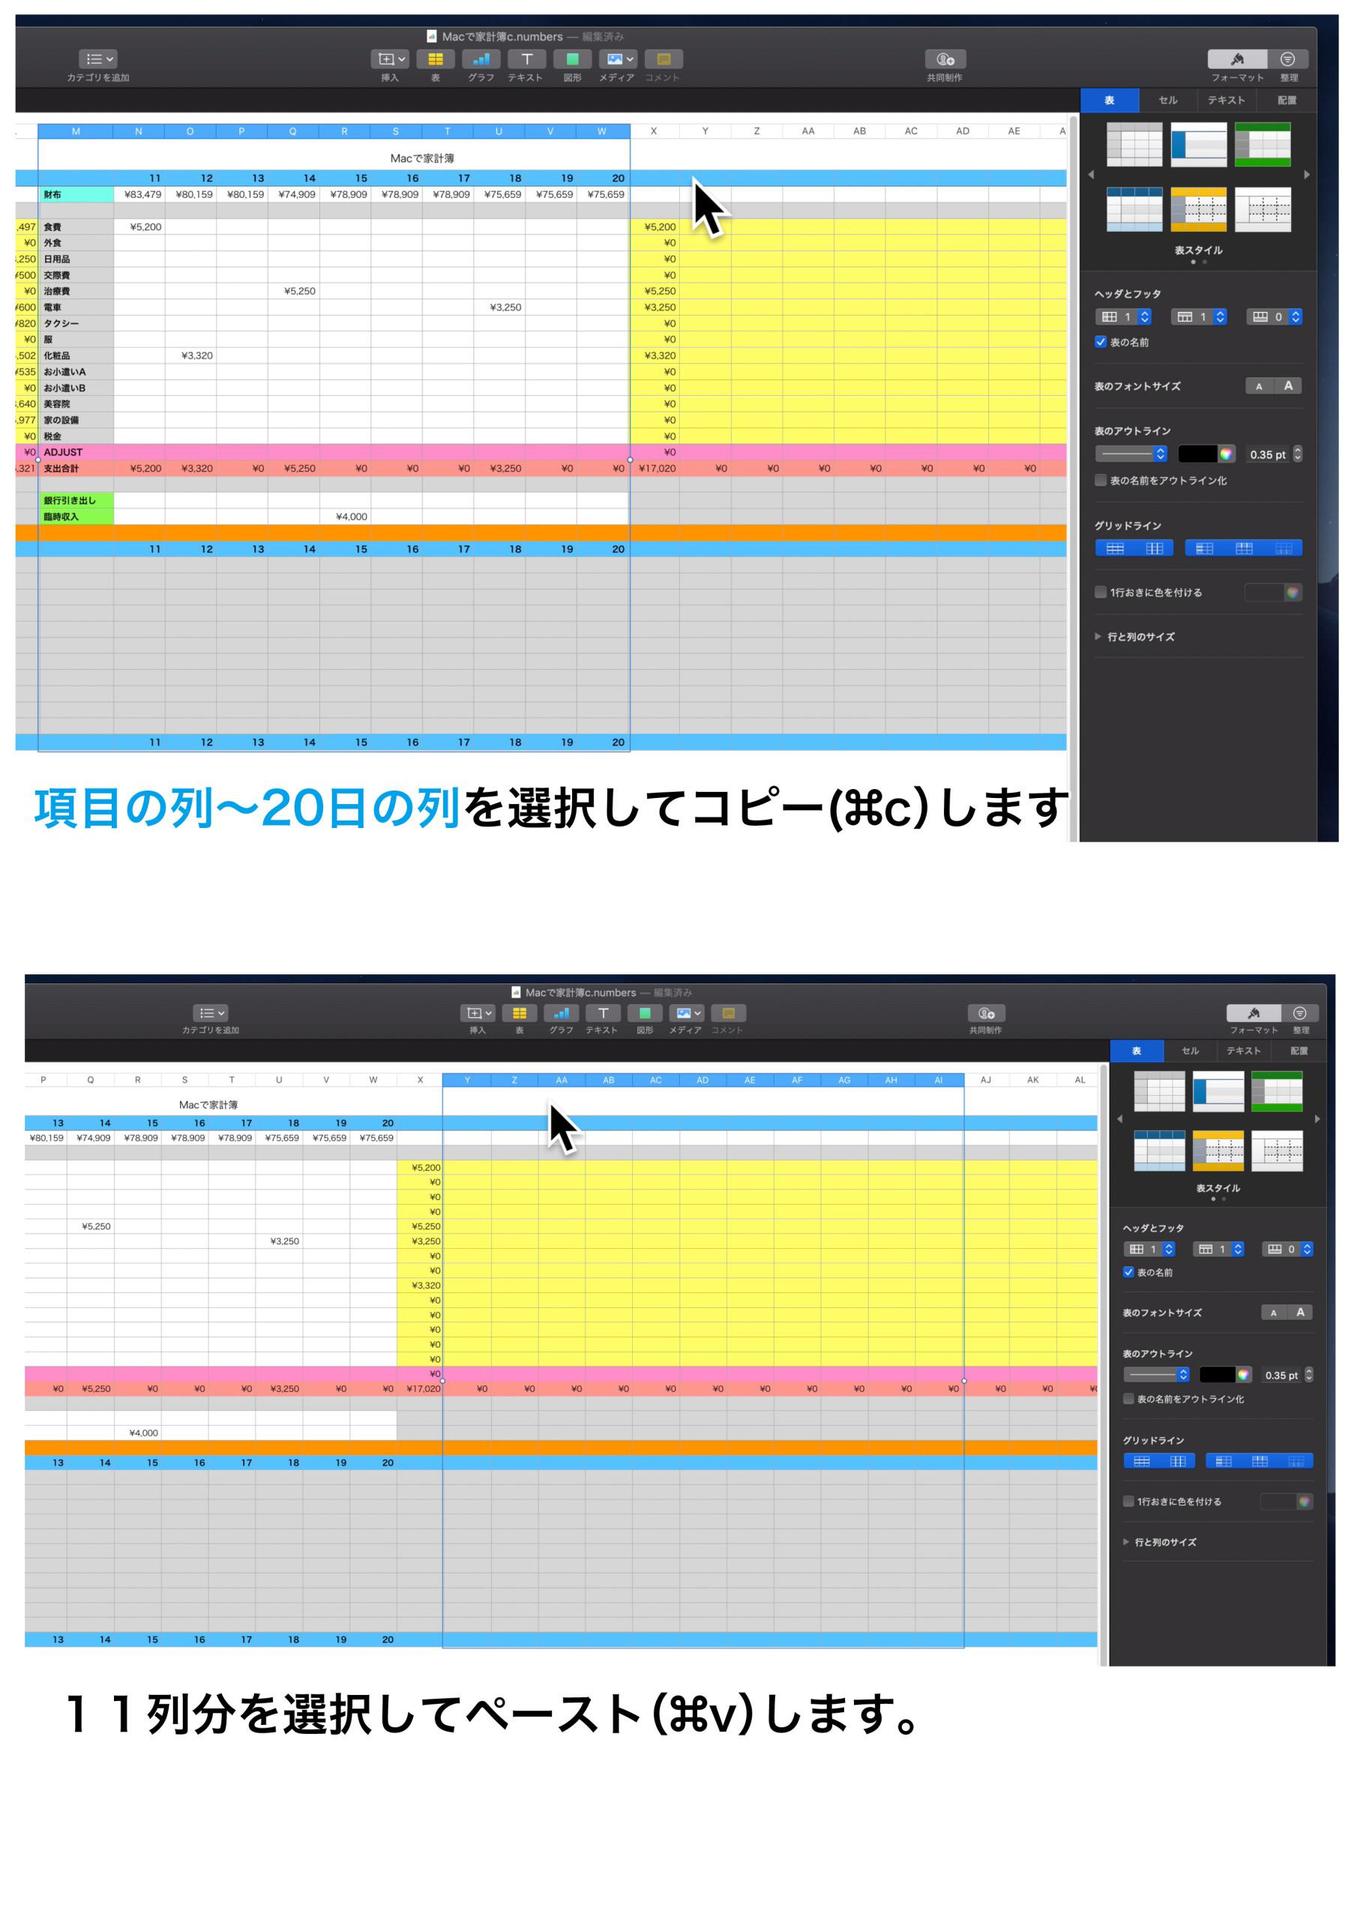 Macで家計簿c.numbers — 編集済み
カテゴリを追加 挿入 表 グラフ テキスト 図形 メディア コメント 共同制作 フォーマット 整理
表 セル テキスト 配置
M N O P Q R S T U V W X Y Z AA AB AC AD AE A
Macで家計簿
11 12 13 14 15 16 17 18 19 20
財布 ¥83,479 ¥80,159 ¥80,159 ¥74,909 ¥78,909 ¥78,909 ¥78,909 ¥75,659 ¥75,659 ¥75,659
,497 食費 ¥5,200 ¥5,200
¥0 外食 ¥0
,250 日用品 ¥0
¥500 交際費 ¥0
¥0 治療費 ¥5,250 ¥5,250
¥600 電車 ¥3,250 ¥3,250
¥820 タクシー ¥0
¥0 服 ¥0
,502 化粧品 ¥3,320 ¥3,320
¥535 お小遣いA ¥0
¥0 お小遣いB ¥0
,640 美容院 ¥0
,977 家の設備 ¥0
¥0 税金 ¥0
¥0 ADJUST ¥0
,321 支出合計 ¥5,200 ¥3,320 ¥0 ¥5,250 ¥0 ¥0 ¥0 ¥3,250 ¥0 ¥0 ¥17,020 ¥0 ¥0 ¥0 ¥0 ¥0 ¥0 ¥0
銀行引き出し
臨時収入 ¥4,000
11 12 13 14 15 16 17 18 19 20
11 12 13 14 15 16 17 18 19 20
表スタイル
ヘッダとフッタ
1 1 0
表の名前
表のフォントサイズ A A
表のアウトライン
0.35 pt
表の名前をアウトライン化
グリッドライン
1行おきに色を付ける
行と列のサイズ
項目の列〜20日の列を選択してコピー(⌘c)します
Macで家計簿c.numbers — 編集済み
カテゴリを追加 挿入 表 グラフ テキスト 図形 メディア コメント 共同制作 フォーマット 整理
表 セル テキスト 配置
P Q R S T U V W X Y Z AA AB AC AD AE AF AG AH AI AJ AK AL
Macで家計簿
13 14 15 16 17 18 19 20
¥80,159 ¥74,909 ¥78,909 ¥78,909 ¥78,909 ¥75,659 ¥75,659 ¥75,659
¥5,200
¥0
¥0
¥0
¥5,250 ¥5,250
¥3,250 ¥3,250
¥0
¥0
¥3,320
¥0
¥0
¥0
¥0
¥0
¥0
¥0 ¥5,250 ¥0 ¥0 ¥0 ¥3,250 ¥0 ¥0 ¥17,020 ¥0 ¥0 ¥0 ¥0 ¥0 ¥0 ¥0 ¥0 ¥0 ¥0 ¥0 ¥0 ¥0
¥4,000
13 14 15 16 17 18 19 20
13 14 15 16 17 18 19 20
表スタイル
ヘッダとフッタ
1 1 0
表の名前
表のフォントサイズ A A
表のアウトライン
0.35 pt
表の名前をアウトライン化
グリッドライン
1行おきに色を付ける
行と列のサイズ
１１列分を選択してペースト(⌘v)します。